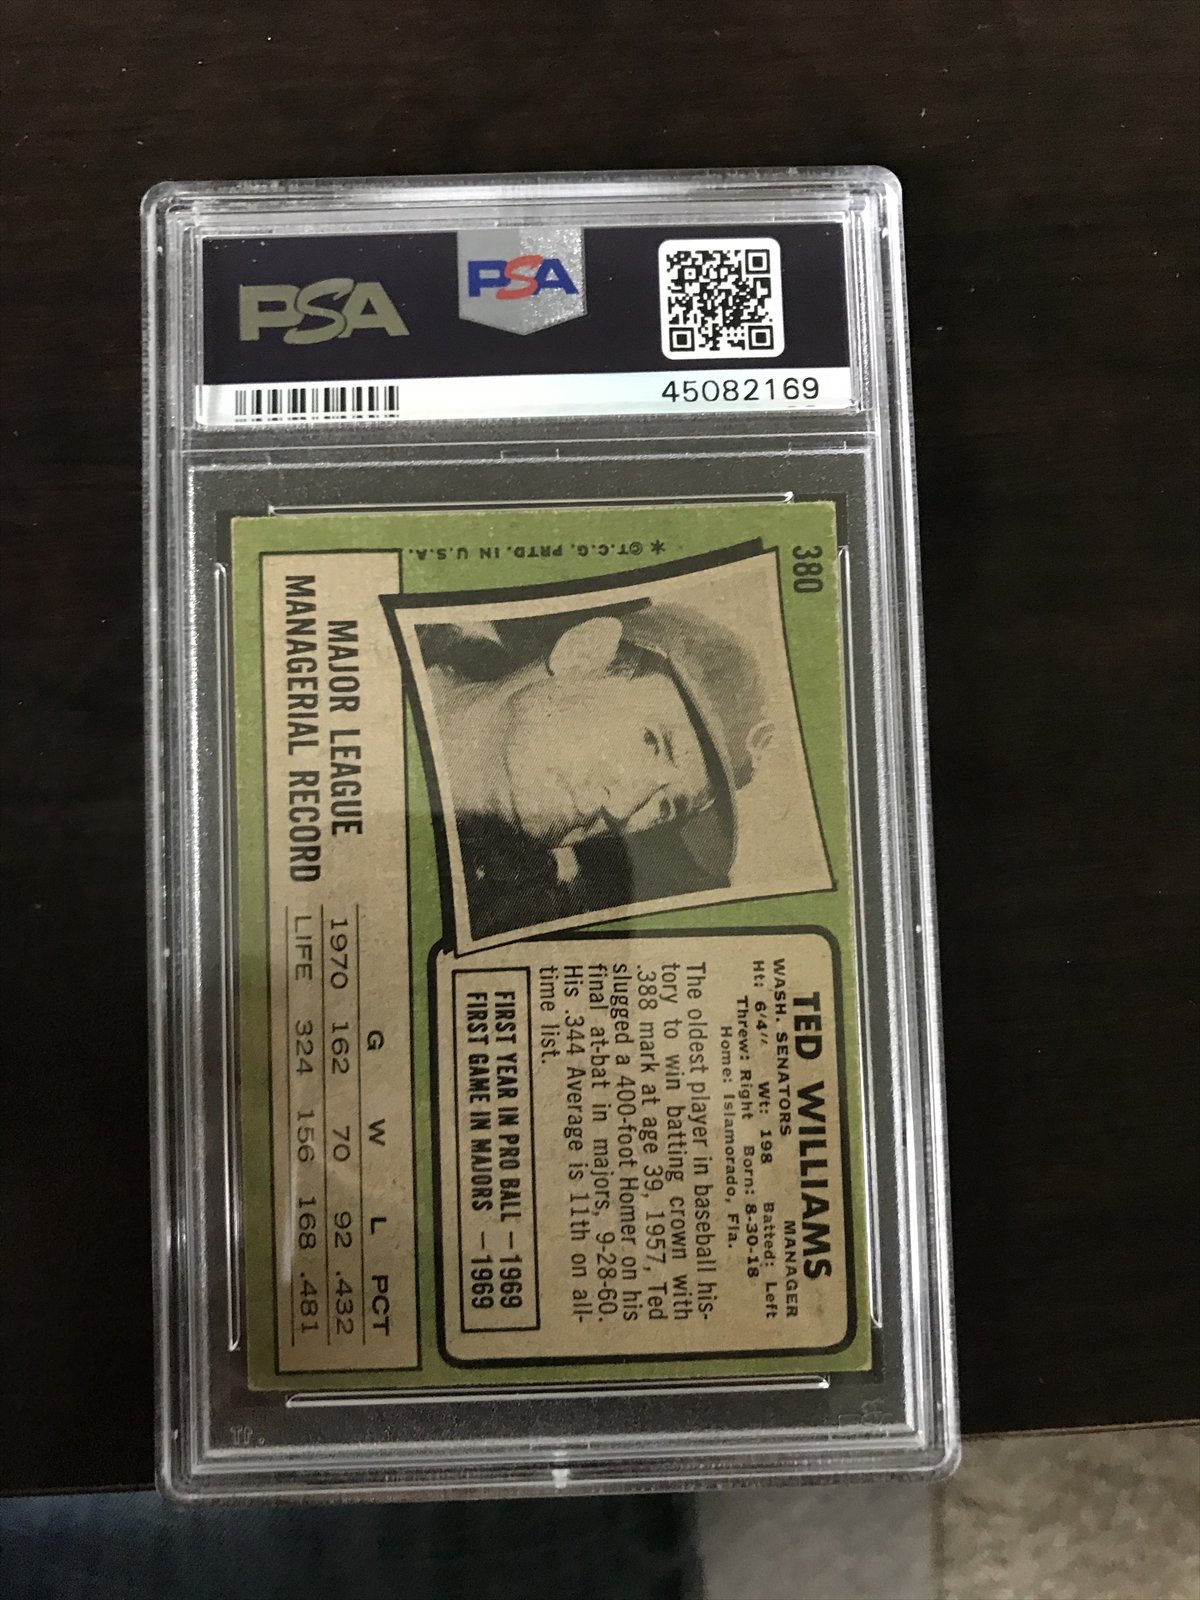 PSA
PSA
45082169
380
*©T.C.G. PRTD. IN U.S.A.
TED WILLIAMS
MANAGER
WASH. SENATORS
Ht: 6'4" Wt: 198 Batted: Left
Threw: Right Born: 8-30-18
Home: Islamorado, Fla.
The oldest player in baseball his-
tory to win batting crown with
.388 mark at age 39, 1957, Ted
slugged a 400-foot Homer on his
final at-bat in majors, 9-28-60.
His .344 Average is 11th on all-
time list.
FIRST YEAR IN PRO BALL – 1969
FIRST GAME IN MAJORS – 1969
MAJOR LEAGUE
MANAGERIAL RECORD
G W L PCT
1970 162 70 92 .432
LIFE 324 156 168 .481